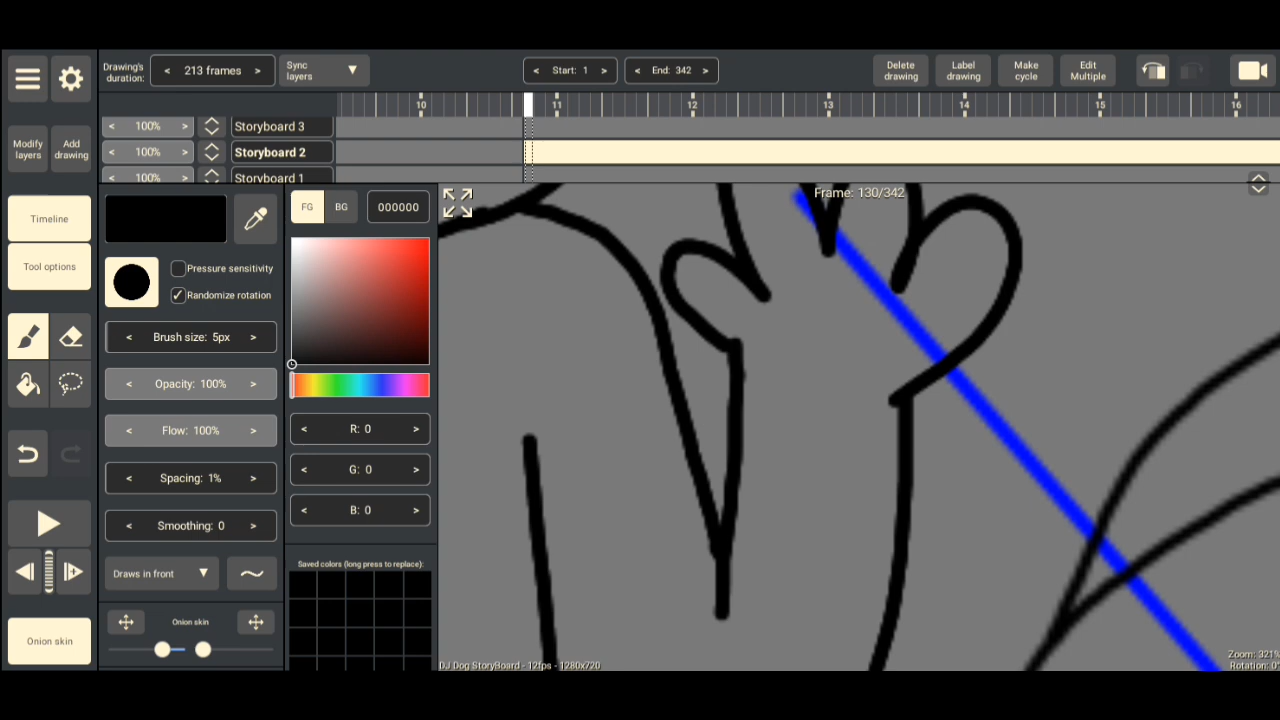 Drawing's
duration:
< 213 frames >
Sync
layers
< Start: 1 >
< End: 342 >
Delete
drawing
Label
drawing
Make
cycle
Edit
Multiple
10 11 12 13 14 15 16
< 100% > Storyboard 3
< 100% > Storyboard 2
< 100% > Storyboard 1
Modify
layers
Add
drawing
Timeline
Tool options
Onion skin
Pressure sensitivity
Randomize rotation
< Brush size: 5px >
< Opacity: 100% >
< Flow: 100% >
< Spacing: 1% >
< Smoothing: 0 >
Draws in front
Onion skin
FG BG 000000
< R: 0 >
< G: 0 >
< B: 0 >
Saved colors (long press to replace):
Frame: 130/342
DJ Dog StoryBoard - 12fps - 1280x720
Zoom: 321%
Rotation: 0°